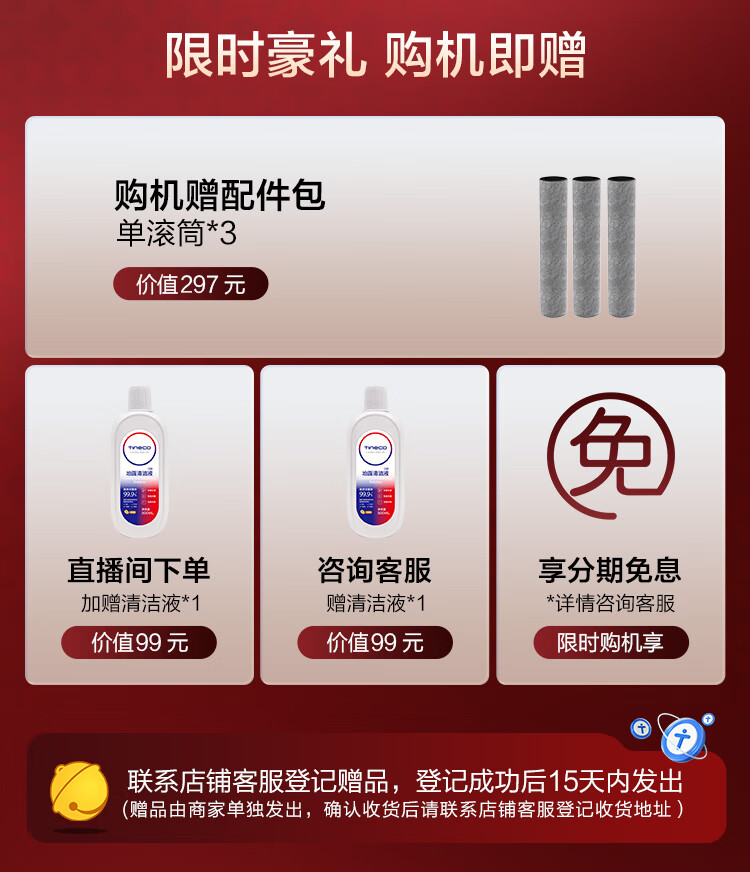 限时豪礼 购机即赠
购机赠配件包
单滚筒*3
价值297元
TINECO
地面清洁液
99.9%
直播间下单
加赠清洁液*1
价值99元
TINECO
地面清洁液
99.9%
咨询客服
赠清洁液*1
价值99元
免
享分期免息
*详情咨询客服
限时购机享
联系店铺客服登记赠品，登记成功后15天内发出
(赠品由商家单独发出，确认收货后请联系店铺客服登记收货地址)